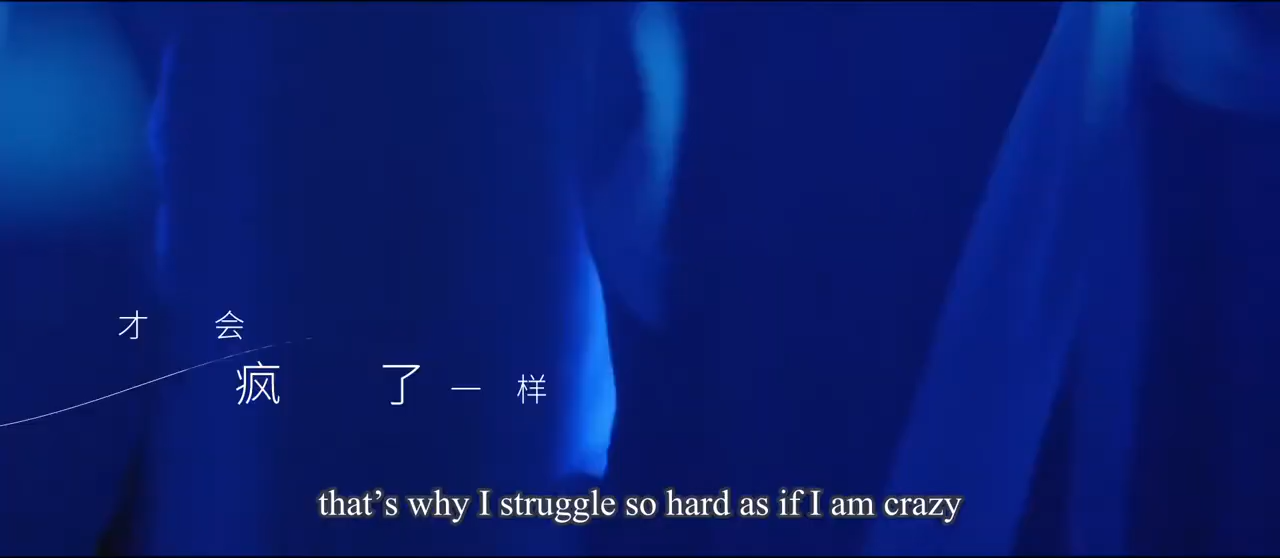 才会
疯了一样
that's why I struggle so hard as if I am crazy